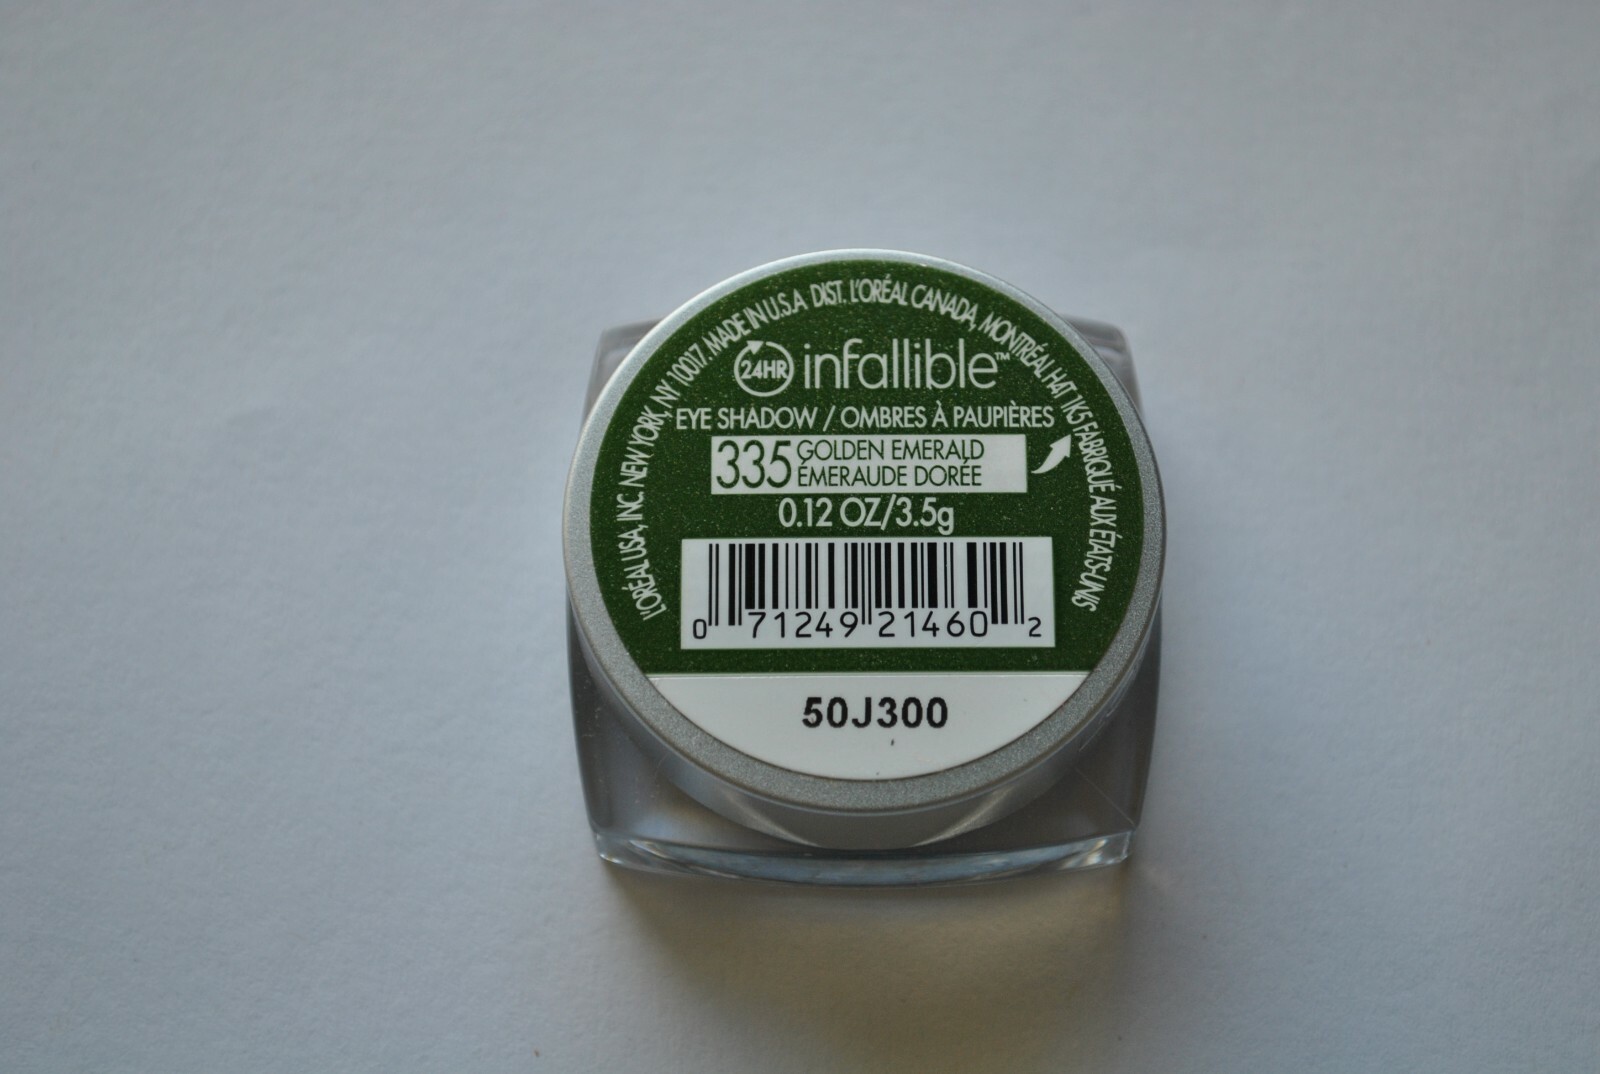 L'ORÉAL USA, INC. NEW YORK, NY 10017. MADE IN U.S.A DIST. L'ORÉAL CANADA, MONTRÉAL H4T 1K5 FABRIQUÉ AUX ÉTATS-UNIS
24HR infallible™
EYE SHADOW / OMBRES À PAUPIÈRES
335 GOLDEN EMERALD
ÉMERAUDE DORÉE
0.12 OZ/3.5g
0 71249 21460 2
50J300